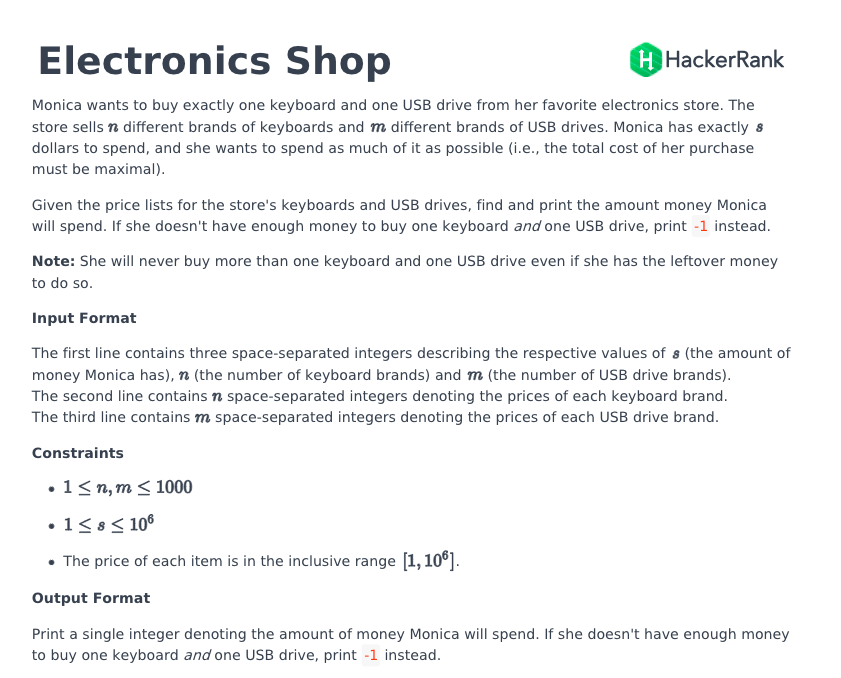 Electronics Shop
HackerRank
Monica wants to buy exactly one keyboard and one USB drive from her favorite electronics store. The
store sells n different brands of keyboards and m different brands of USB drives. Monica has exactly s
dollars to spend, and she wants to spend as much of it as possible (i.e., the total cost of her purchase
must be maximal).
Given the price lists for the store's keyboards and USB drives, find and print the amount money Monica
will spend. If she doesn't have enough money to buy one keyboard and one USB drive, print -1 instead.
Note: She will never buy more than one keyboard and one USB drive even if she has the leftover money
to do so.
Input Format
The first line contains three space-separated integers describing the respective values of s (the amount of
money Monica has), n (the number of keyboard brands) and m (the number of USB drive brands).
The second line contains n space-separated integers denoting the prices of each keyboard brand.
The third line contains m space-separated integers denoting the prices of each USB drive brand.
Constraints
• 1 ≤ n, m ≤ 1000
• 1 ≤ s ≤ 10⁶
• The price of each item is in the inclusive range [1, 10⁶].
Output Format
Print a single integer denoting the amount of money Monica will spend. If she doesn't have enough money
to buy one keyboard and one USB drive, print -1 instead.